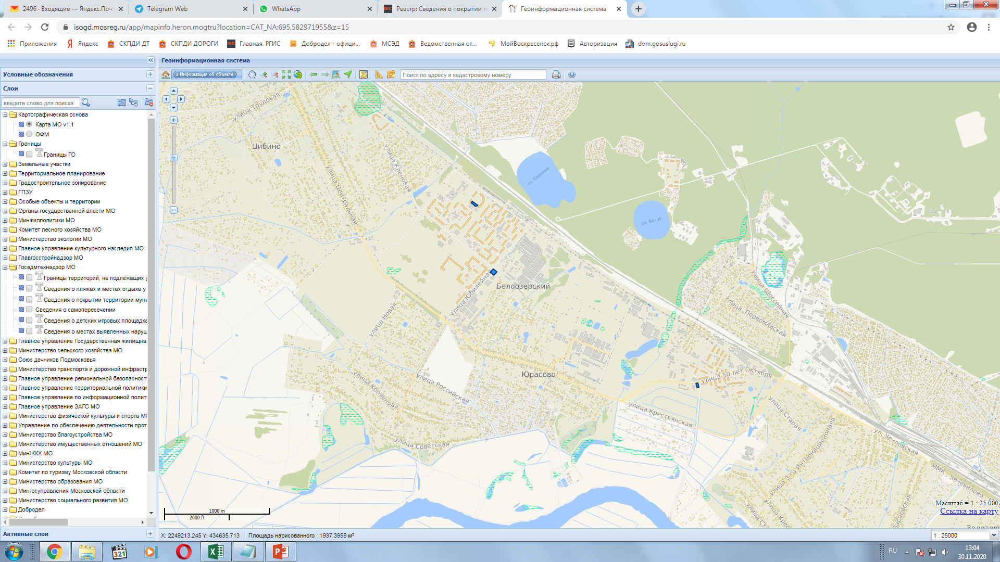 2496 · Входящие — Яндекс.Поч
Telegram Web
WhatsApp
Реестр: Сведения о покрытии т
Геоинформационная система
isogd.mosreg.ru/app/mapinfo.heron.mogtru?location=CAT_NA:695,582971955&z=15
Приложения
Яндекс
СКПДИ ДТ
СКПДИ ДОРОГИ
Главная. РГИС
Добродел - офици...
МСЭД
Ведомственная от...
МойВоскресенск.рф
Авторизация
dom.gosuslugi.ru
Геоинформационная система
Условные обозначения
Информация об объекте
Поиск по адресу и кадастровому номеру
Слои
введите слово для поиска
Картографическая основа
Карта МО v1.1
ОФМ
Границы
Границы ГО
Земельные участки
Территориальное планирование
Градостроительное зонирование
ГПЗУ
Особые объекты и территории
Органы государственной власти МО
Минжилполитики МО
Комитет лесного хозяйства МО
Министерство экологии МО
Главное управление культурного наследия МО
Главгосстройнадзор МО
Госадмтехнадзор МО
Границы территорий, не подлежащих у
Сведения о пляжах и местах отдыха у
Сведения о покрытии территории муни
Сведения о самопересечении
Сведения о детских игровых площадка
Сведения о местах выявленных наруш
Главное управление Государственная жилищная
Министерство сельского хозяйства МО
Союз дачников Подмосковья
Министерство транспорта и дорожной инфрастр
Главное управление региональной безопасност
Главное управление территориальной политики
Главное управление по информационной полит
Главное управление ЗАГС МО
Министерство физической культуры и спорта МО
Управление по обеспечению деятельности прот
Министерство благоустройства МО
Министерство имущественных отношений МО
МинЖКХ МО
Министерство культуры МО
Комитет по туризму Московской области
Министерство образования МО
Мингосуправления Московской области
Министерство социального развития МО
Добродел
Активные слои
улица Трудовая
Цибино
улица Кленовая
улица Центральная
оз. Срамное
оз. Белое
Белоозерский
улица Юбилейная
улица Новая
улица Шоссейная
улица Первомайская
Юрасово
улица 50 лет Октября
улица Российская
улица Копченова
улица Крестьянская
улица Старая
улица Советская
ул. Чехловская
улица 3-го Интернационала
ММК
Чечевилово
улица Крес
улица С
Золотово
1000 m
2000 ft
Масштаб = 1 : 25 000
Ссылка на карту
X: 2249213.245 Y: 434635.713
Площадь нарисованного : 1937.3958 м²
1 : 25000
321
RU
13:04
30.11.2020